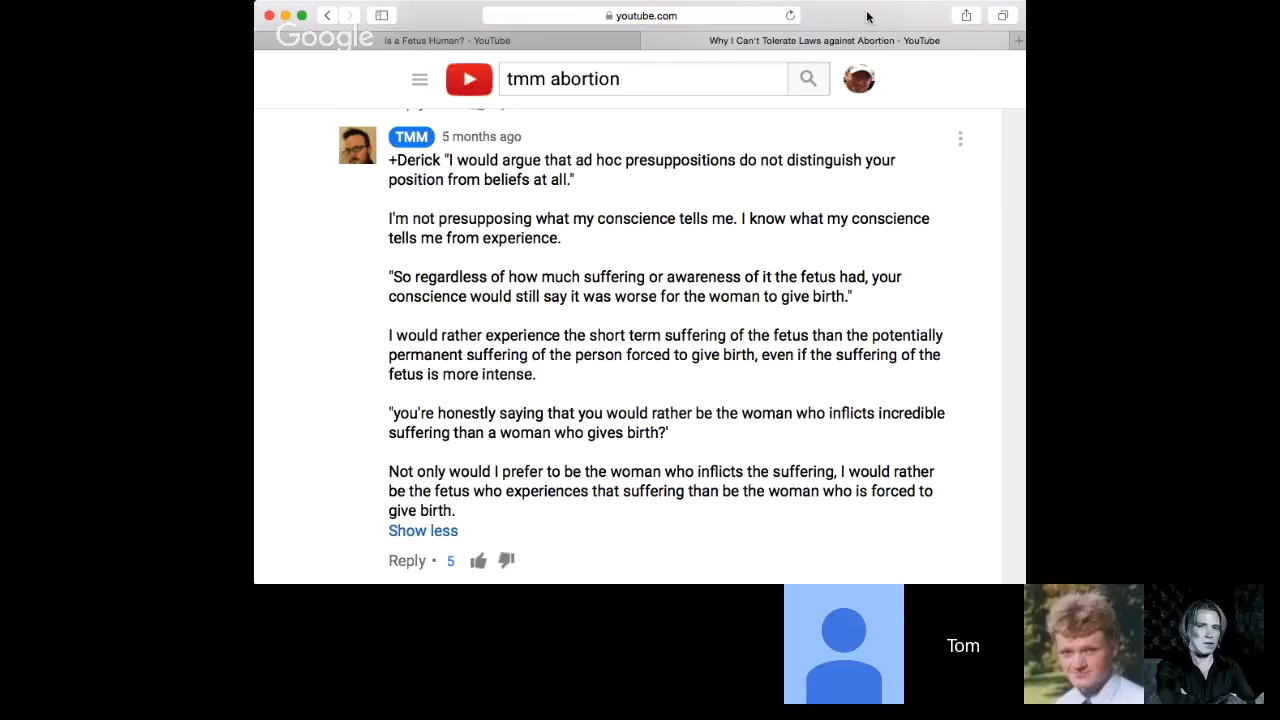 youtube.com
Google
Is a Fetus Human? - YouTube
Why I Can't Tolerate Laws against Abortion - YouTube
tmm abortion
TMM 5 months ago
+Derick "I would argue that ad hoc presuppositions do not distinguish your
position from beliefs at all."
I'm not presupposing what my conscience tells me. I know what my conscience
tells me from experience.
"So regardless of how much suffering or awareness of it the fetus had, your
conscience would still say it was worse for the woman to give birth."
I would rather experience the short term suffering of the fetus than the potentially
permanent suffering of the person forced to give birth, even if the suffering of the
fetus is more intense.
"you're honestly saying that you would rather be the woman who inflicts incredible
suffering than a woman who gives birth?'
Not only would I prefer to be the woman who inflicts the suffering, I would rather
be the fetus who experiences that suffering than be the woman who is forced to
give birth.
Show less
Reply • 5
Tom